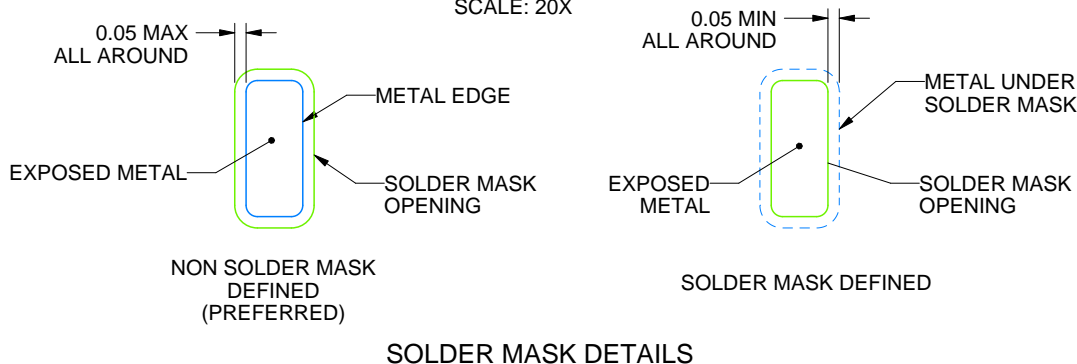 SCALE: 20X
0.05 MAX
ALL AROUND
METAL EDGE
EXPOSED METAL
SOLDER MASK
OPENING
NON SOLDER MASK
DEFINED
(PREFERRED)
0.05 MIN
ALL AROUND
METAL UNDER
SOLDER MASK
EXPOSED
METAL
SOLDER MASK
OPENING
SOLDER MASK DEFINED
SOLDER MASK DETAILS